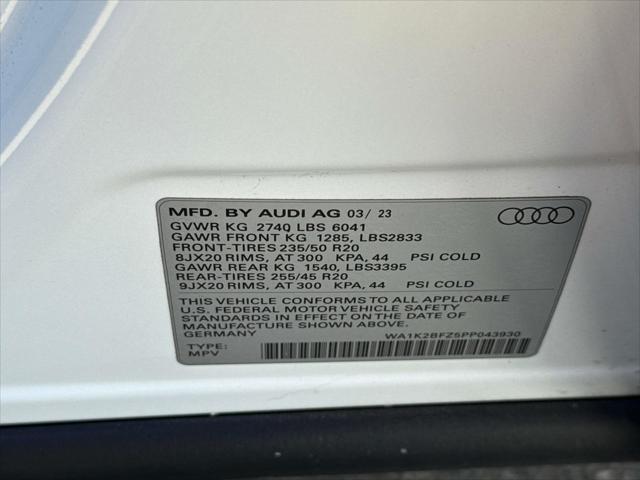 MFD. BY AUDI AG 03/ 23
GVWR KG 2740 LBS 6041
GAWR FRONT KG 1285, LBS2833
FRONT-TIRES 235/50 R20
8JX20 RIMS, AT 300 KPA, 44 PSI COLD
GAWR REAR KG 1540, LBS3395
REAR-TIRES 255/45 R20
9JX20 RIMS, AT 300 KPA, 44 PSI COLD
THIS VEHICLE CONFORMS TO ALL APPLICABLE
U.S. FEDERAL MOTOR VEHICLE SAFETY
STANDARDS IN EFFECT ON THE DATE OF
MANUFACTURE SHOWN ABOVE.
GERMANY
WA1K2BFZ5PP043930
TYPE:
MPV